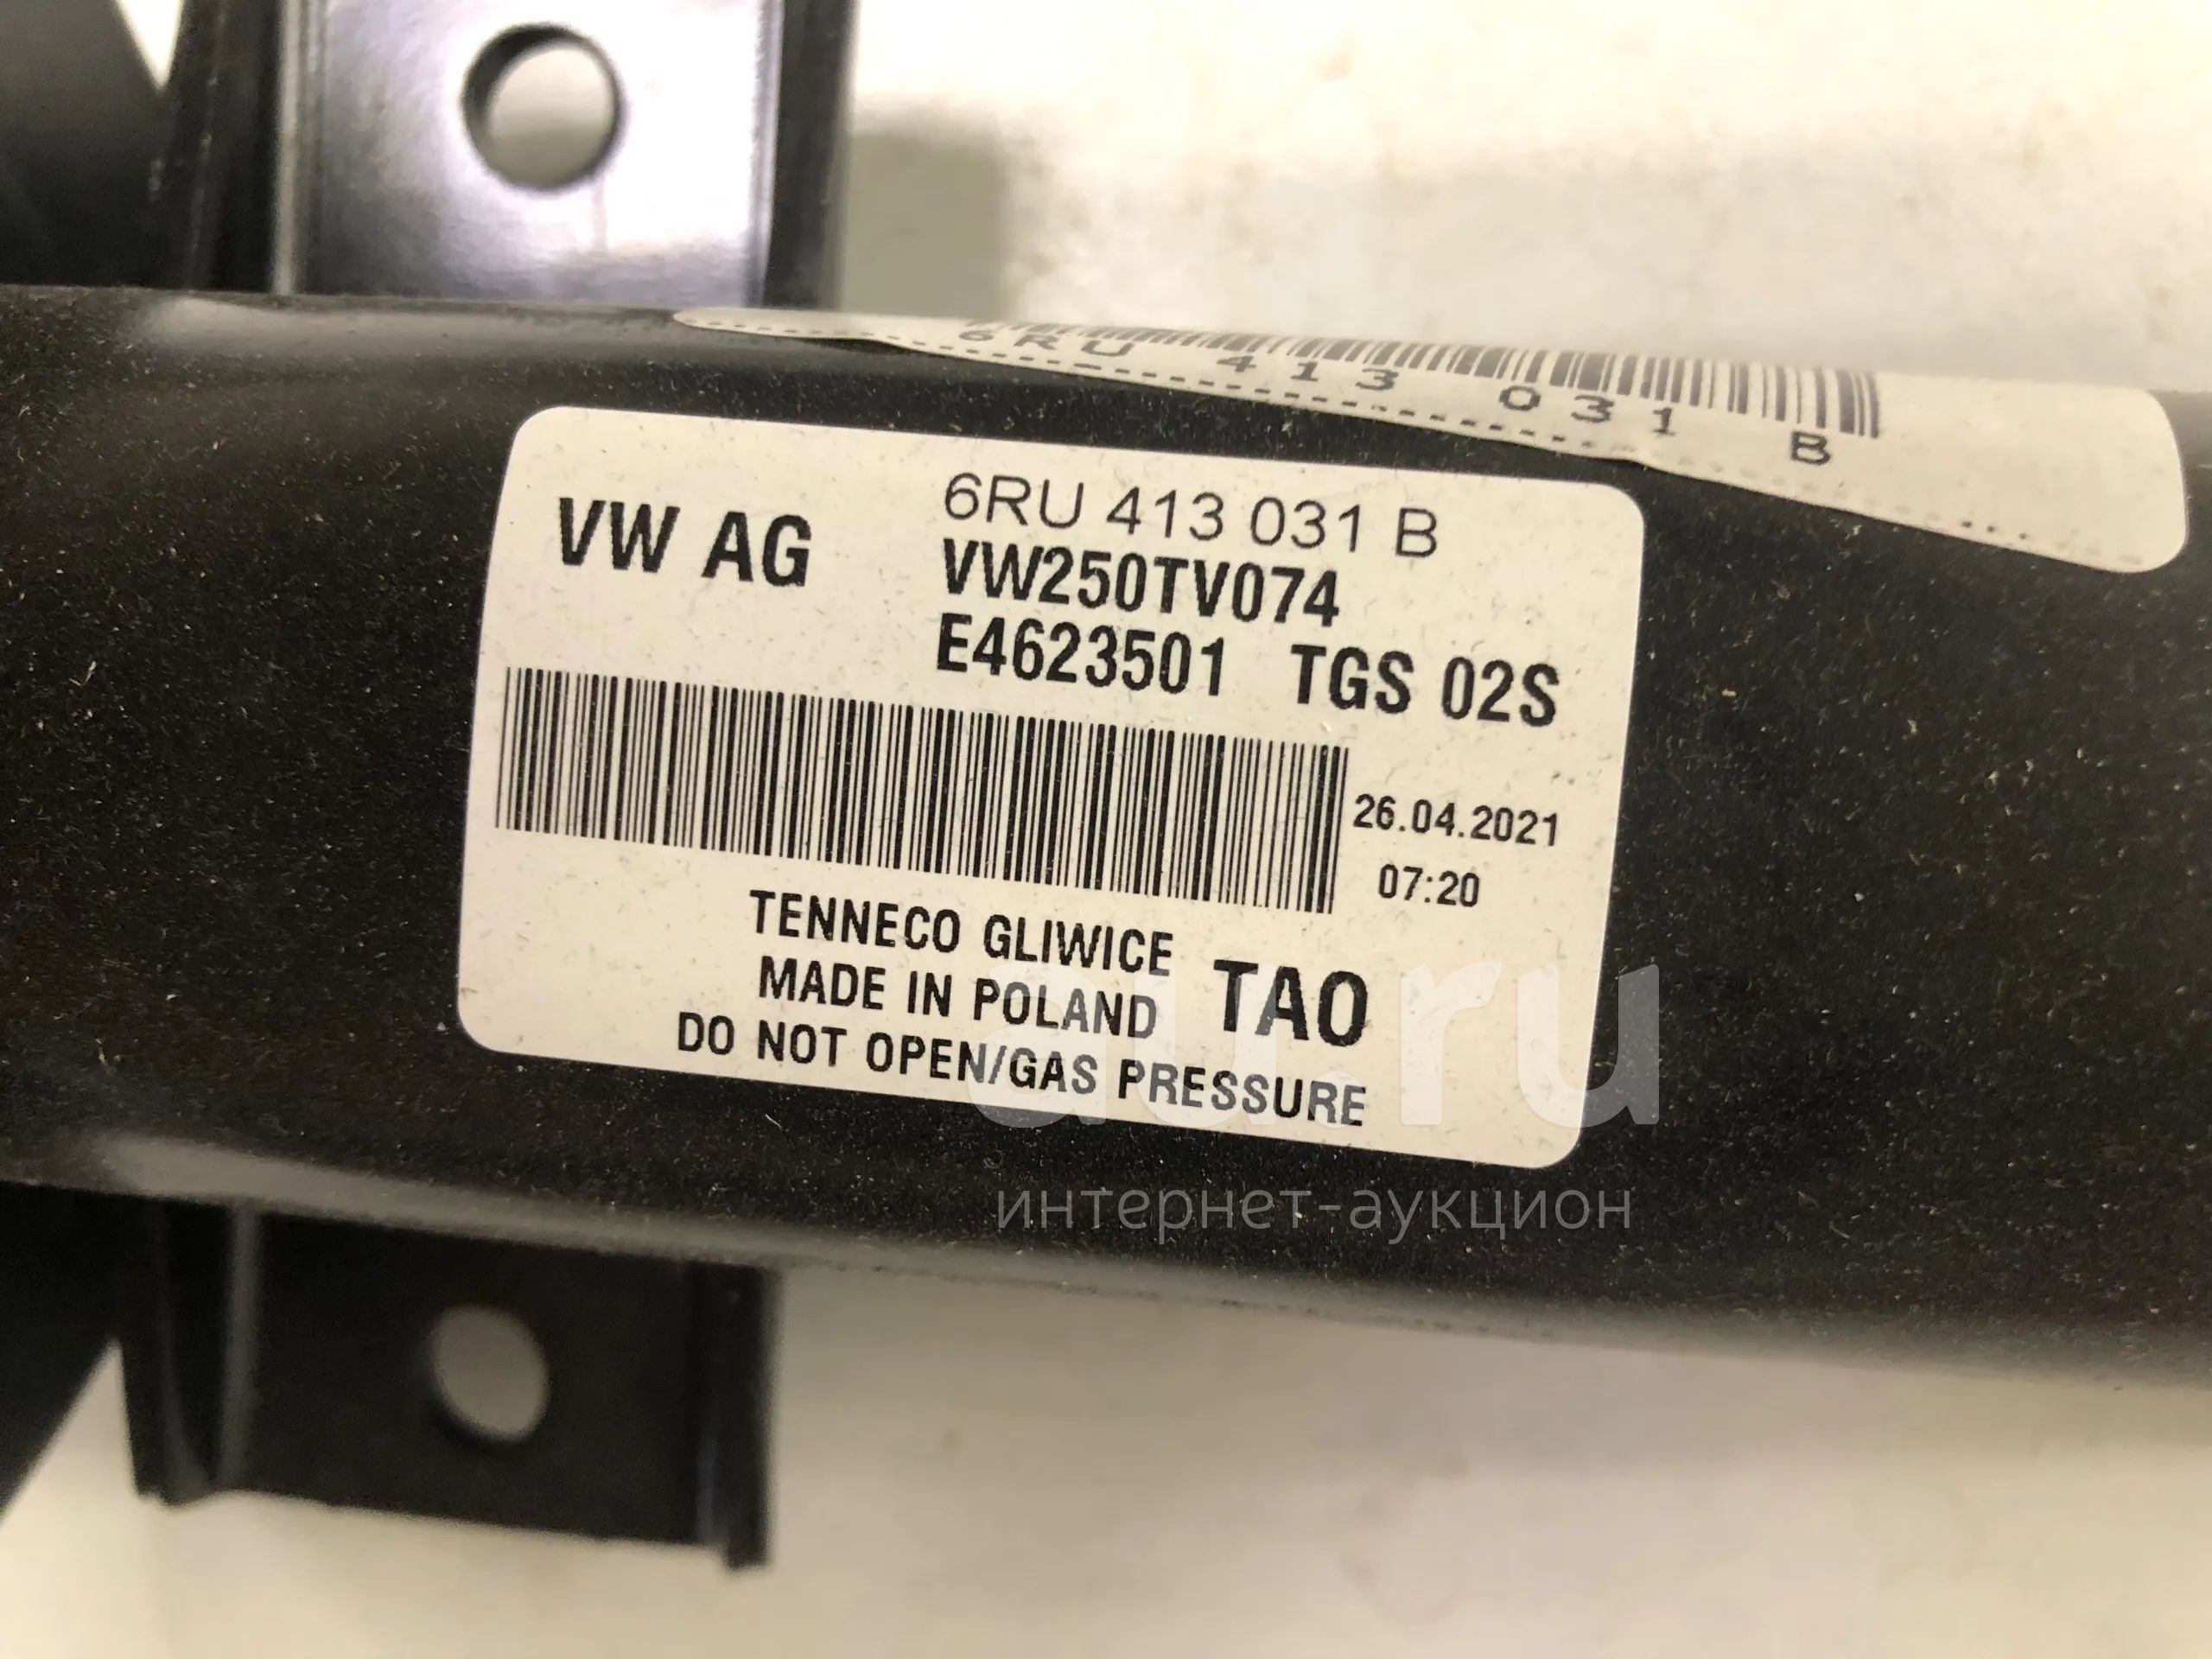 6RU 413 031 B
VW AG
6RU 413 031 B
VW250TV074
E4623501 TGS 02S
26.04.2021
07:20
TENNECO GLIWICE
MADE IN POLAND TAO
DO NOT OPEN/GAS PRESSURE
au.ru
интернет-аукцион